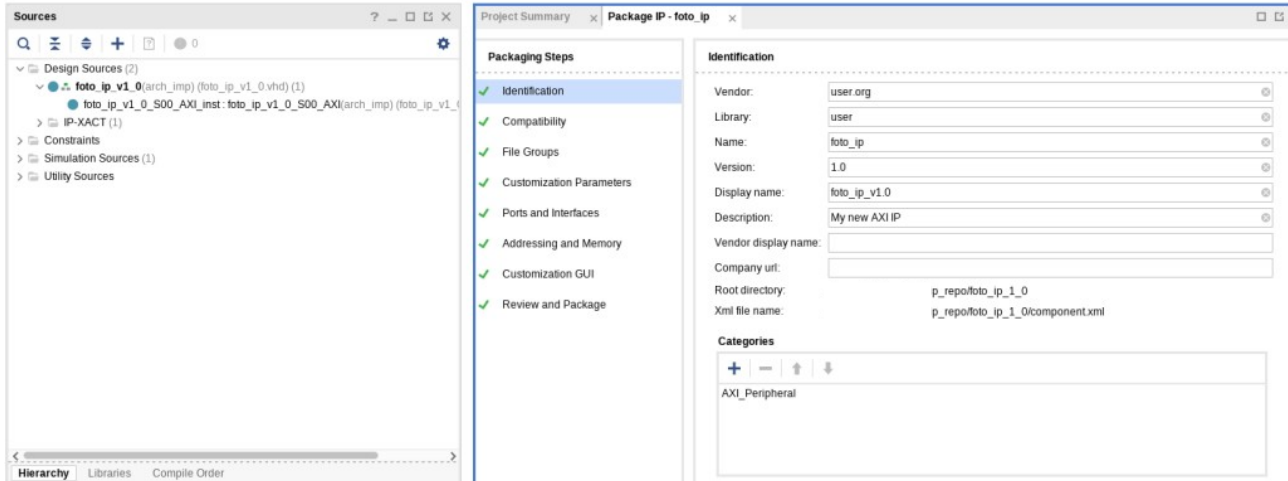 Sources
? _
0
Design Sources (2)
foto_ip_v1_0(arch_imp) (foto_ip_v1_0.vhd) (1)
foto_ip_v1_0_S00_AXI_inst : foto_ip_v1_0_S00_AXI(arch_imp) (foto_ip_v1_
IP-XACT (1)
Constraints
Simulation Sources (1)
Utility Sources
Hierarchy Libraries Compile Order
Project Summary × Package IP - foto_ip ×
Packaging Steps
Identification
Compatibility
File Groups
Customization Parameters
Ports and Interfaces
Addressing and Memory
Customization GUI
Review and Package
Identification
Vendor: user.org
Library: user
Name: foto_ip
Version: 1.0
Display name: foto_ip_v1.0
Description: My new AXI IP
Vendor display name:
Company url:
Root directory: p_repo/foto_ip_1_0
Xml file name: p_repo/foto_ip_1_0/component.xml
Categories
AXI_Peripheral